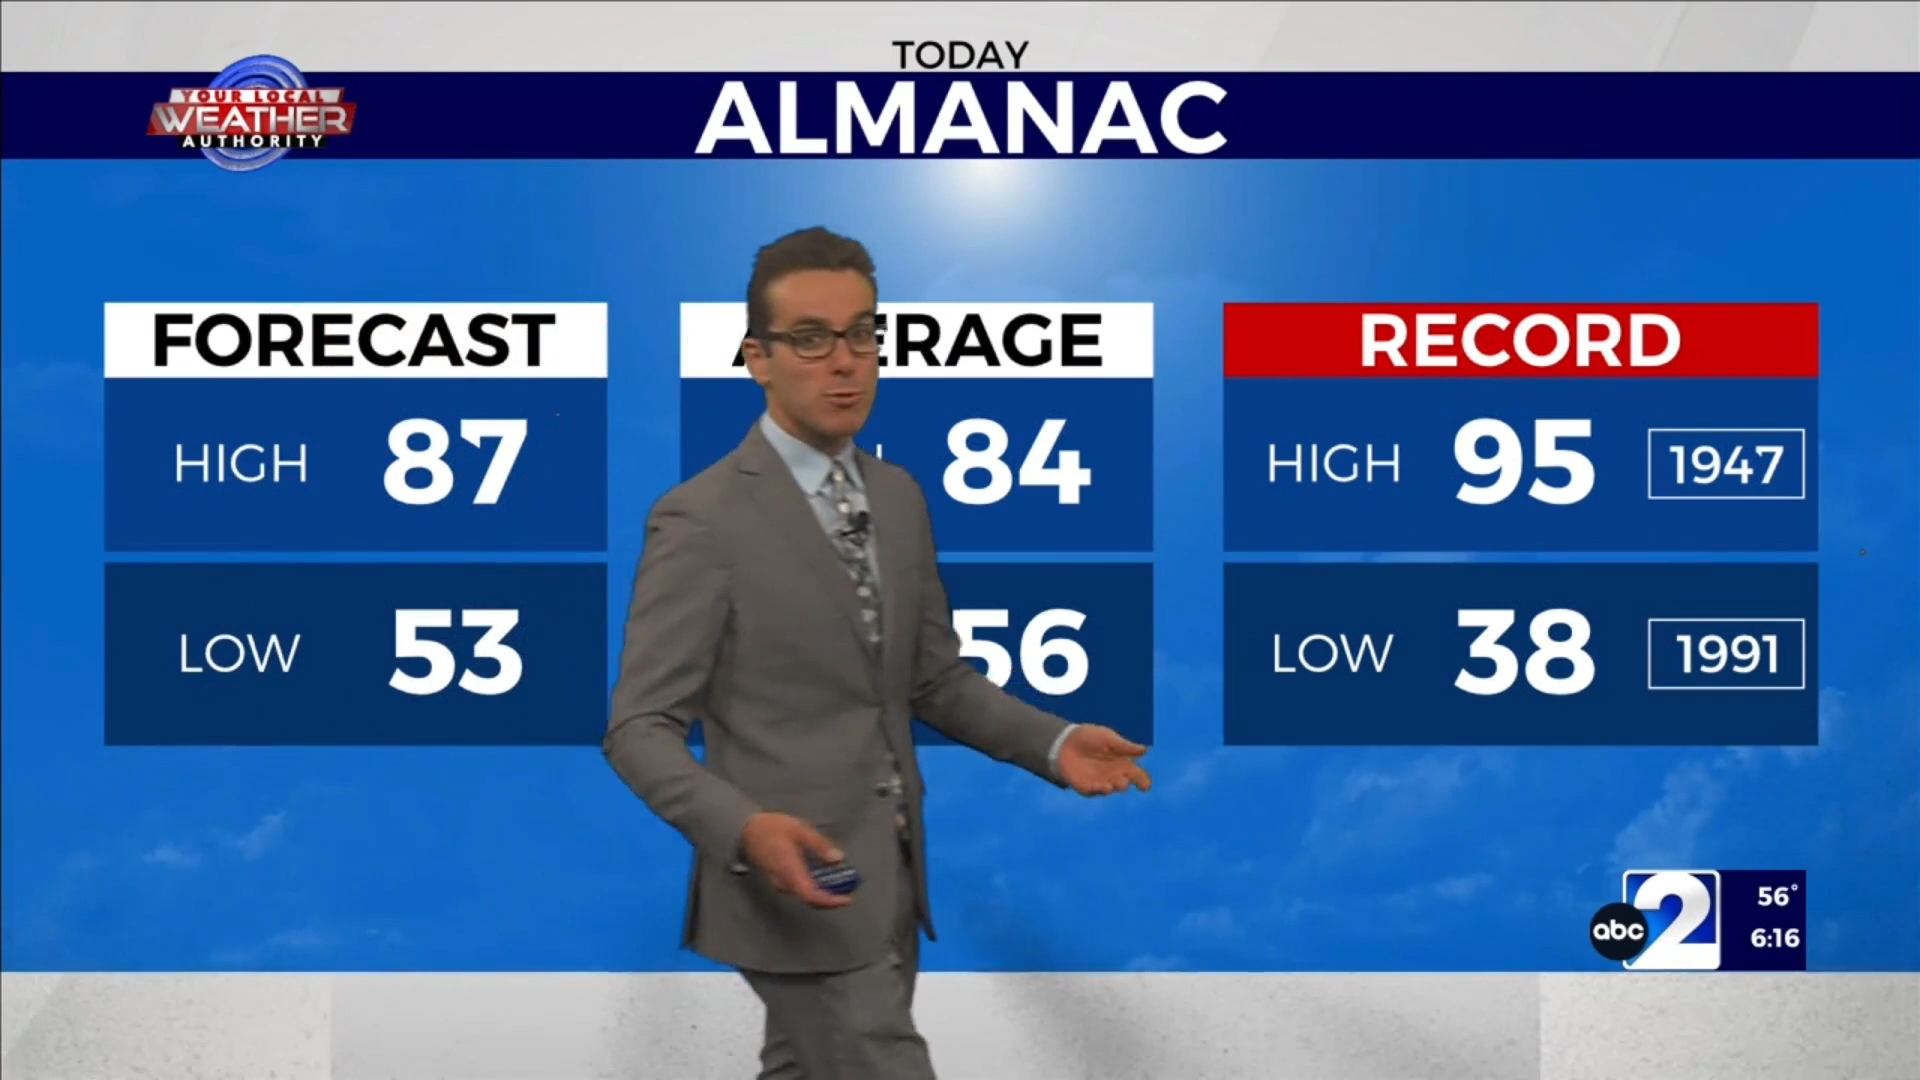 TODAY
ALMANAC
YOUR LOCAL
WEATHER
AUTHORITY
FORECAST
HIGH 87
LOW 53
ERAGE
84
56
RECORD
HIGH 95 1947
LOW 38 1991
abc 2
56°
6:16